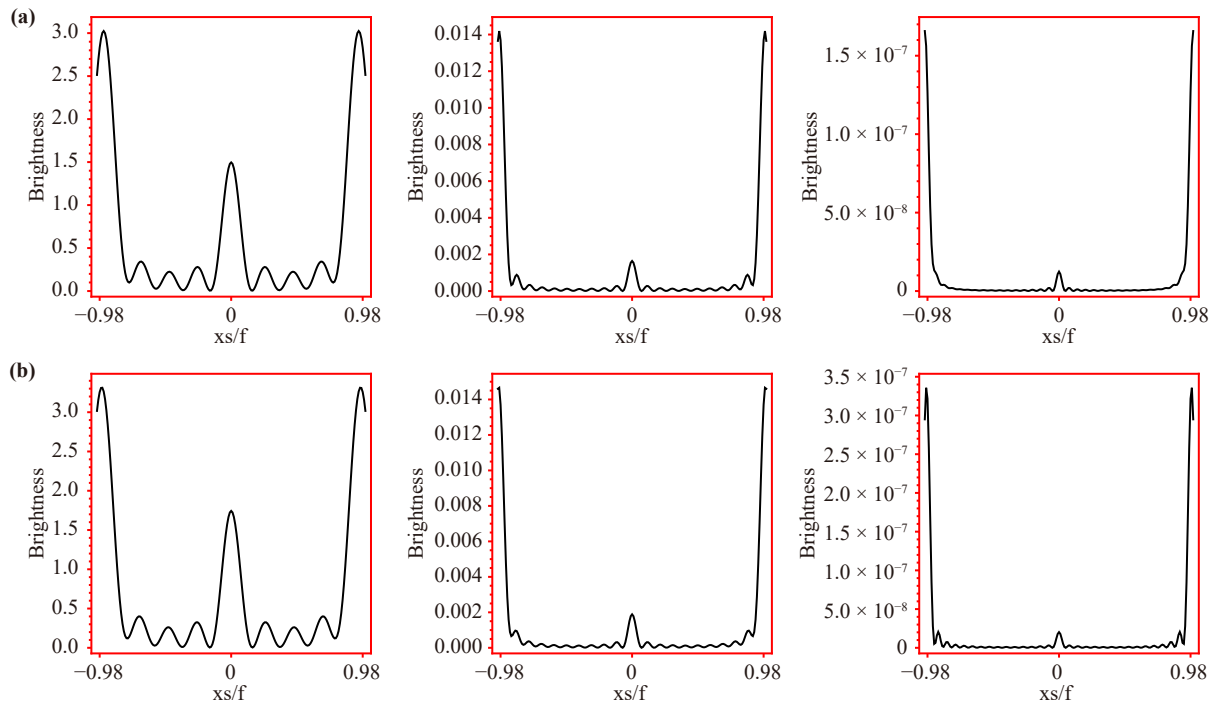 (a)
Brightness
3.0
2.5
2.0
1.5
1.0
0.5
0.0
−0.98
0
0.98
xs/f
Brightness
0.014
0.012
0.010
0.008
0.006
0.004
0.002
0.000
−0.98
0
0.98
xs/f
Brightness
1.5 × 10⁻⁷
1.0 × 10⁻⁷
5.0 × 10⁻⁸
0
−0.98
0
0.98
xs/f
(b)
Brightness
3.0
2.5
2.0
1.5
1.0
0.5
0.0
−0.98
0
0.98
xs/f
Brightness
0.014
0.012
0.010
0.008
0.006
0.004
0.002
0.000
−0.98
0
0.98
xs/f
Brightness
3.5 × 10⁻⁷
3.0 × 10⁻⁷
2.5 × 10⁻⁷
2.0 × 10⁻⁷
1.5 × 10⁻⁷
1.0 × 10⁻⁷
5.0 × 10⁻⁸
0
−0.98
0
0.98
xs/f